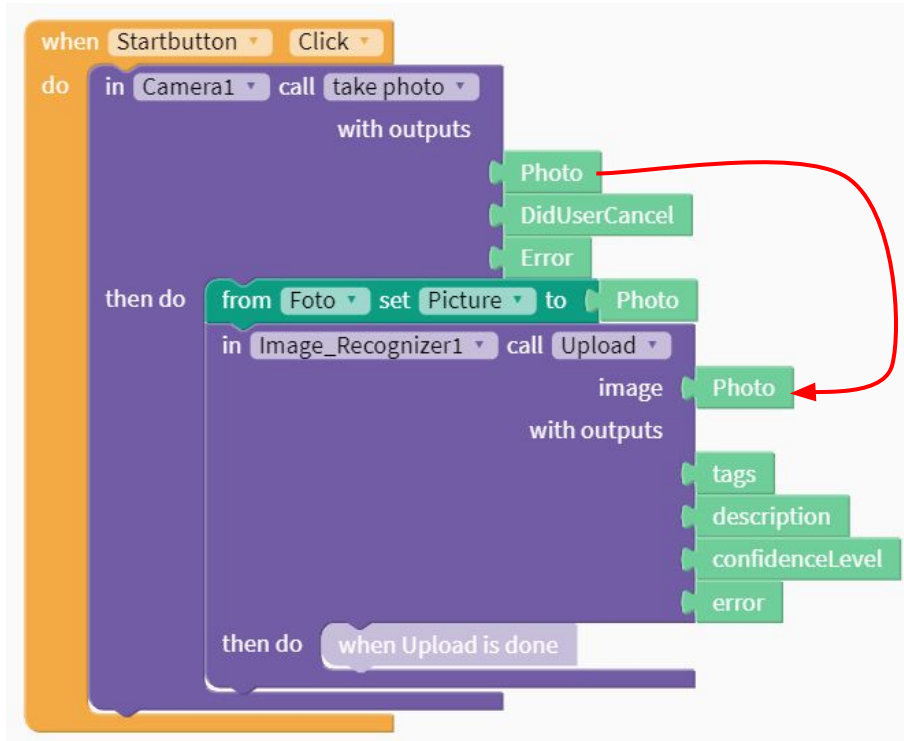 when Startbutton Click
do in Camera1 call take photo
with outputs
Photo
DidUserCancel
Error
then do from Foto set Picture to Photo
in Image_Recognizer1 call Upload
image Photo
with outputs
tags
description
confidenceLevel
error
then do when Upload is done